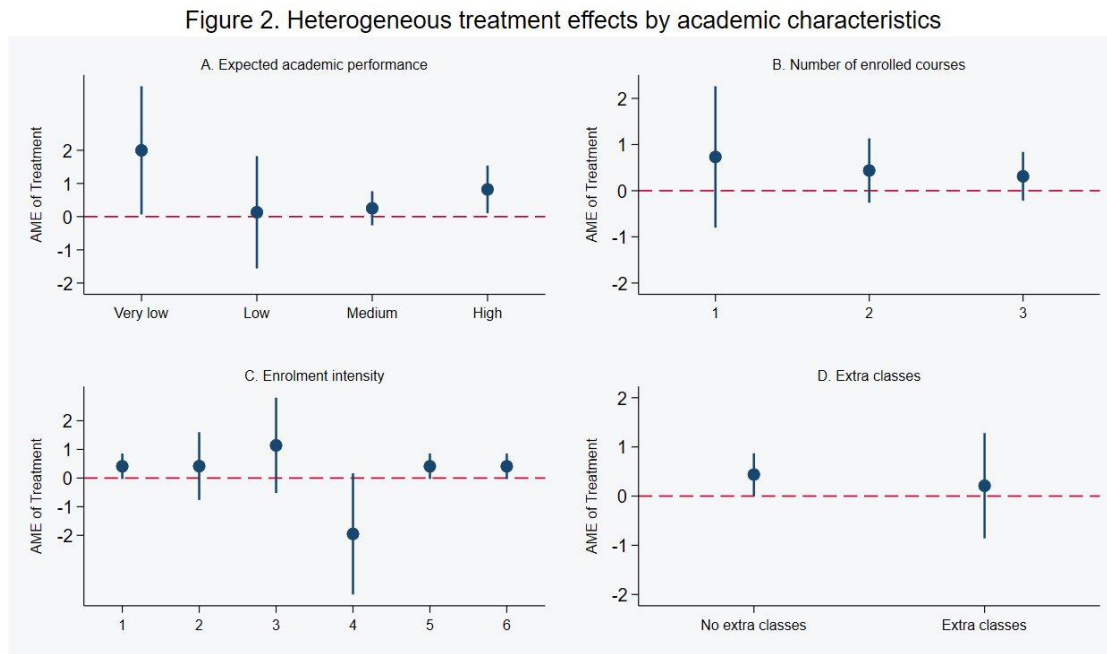 Figure 2. Heterogeneous treatment effects by academic characteristics
A. Expected academic performance
AME of Treatment
2
1
0
-1
-2
Very low Low Medium High
B. Number of enrolled courses
AME of Treatment
2
1
0
-1
-2
1 2 3
C. Enrolment intensity
AME of Treatment
2
1
0
-1
-2
1 2 3 4 5 6
D. Extra classes
AME of Treatment
2
1
0
-1
-2
No extra classes Extra classes